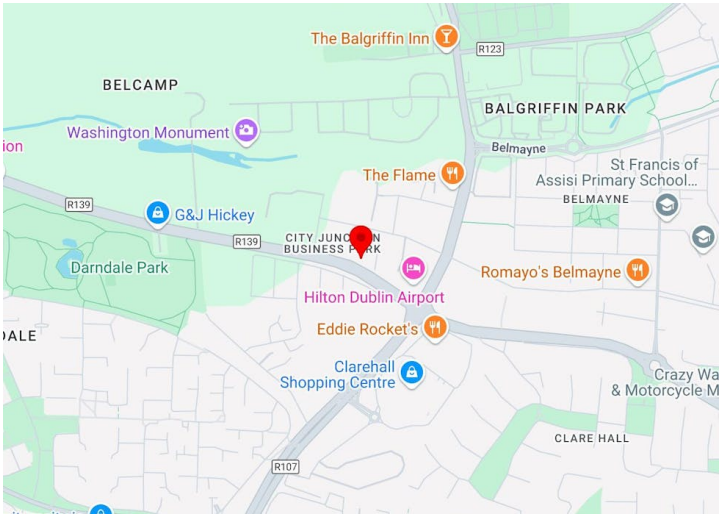 The Balgriffin Inn
R123
BELCAMP
BALGRIFFIN PARK
Washington Monument
ion
Belmayne
The Flame
St Francis of
Assisi Primary School...
BELMAYNE
R139
G&J Hickey
R139
CITY JUNCTION
BUSINESS PARK
Darndale Park
Romayo's Belmayne
Hilton Dublin Airport
Eddie Rocket's
DALE
Clarehall
Shopping Centre
Crazy Wa
& Motorcycle M
CLARE HALL
R107